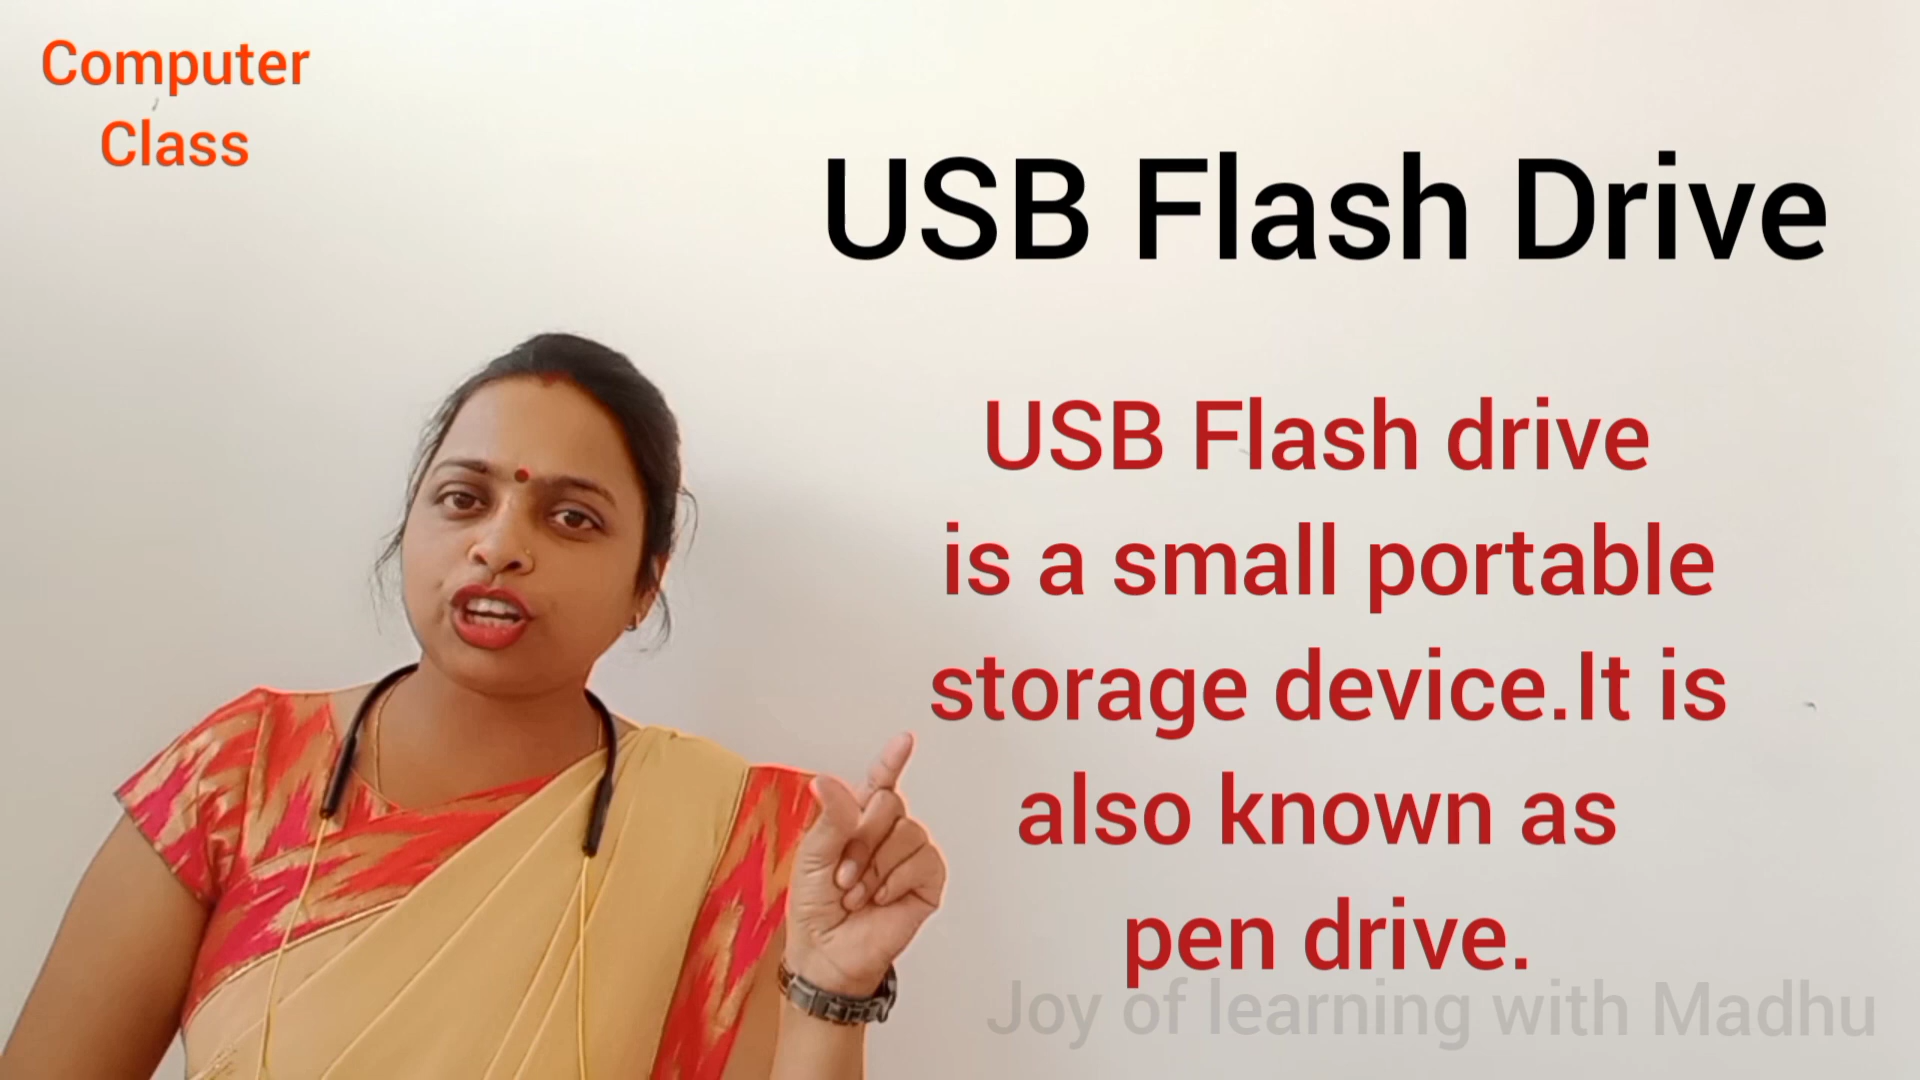 Computer
Class
USB Flash Drive
USB Flash drive
is a small portable
storage device.It is
also known as
pen drive.
Joy of learning with Madhu